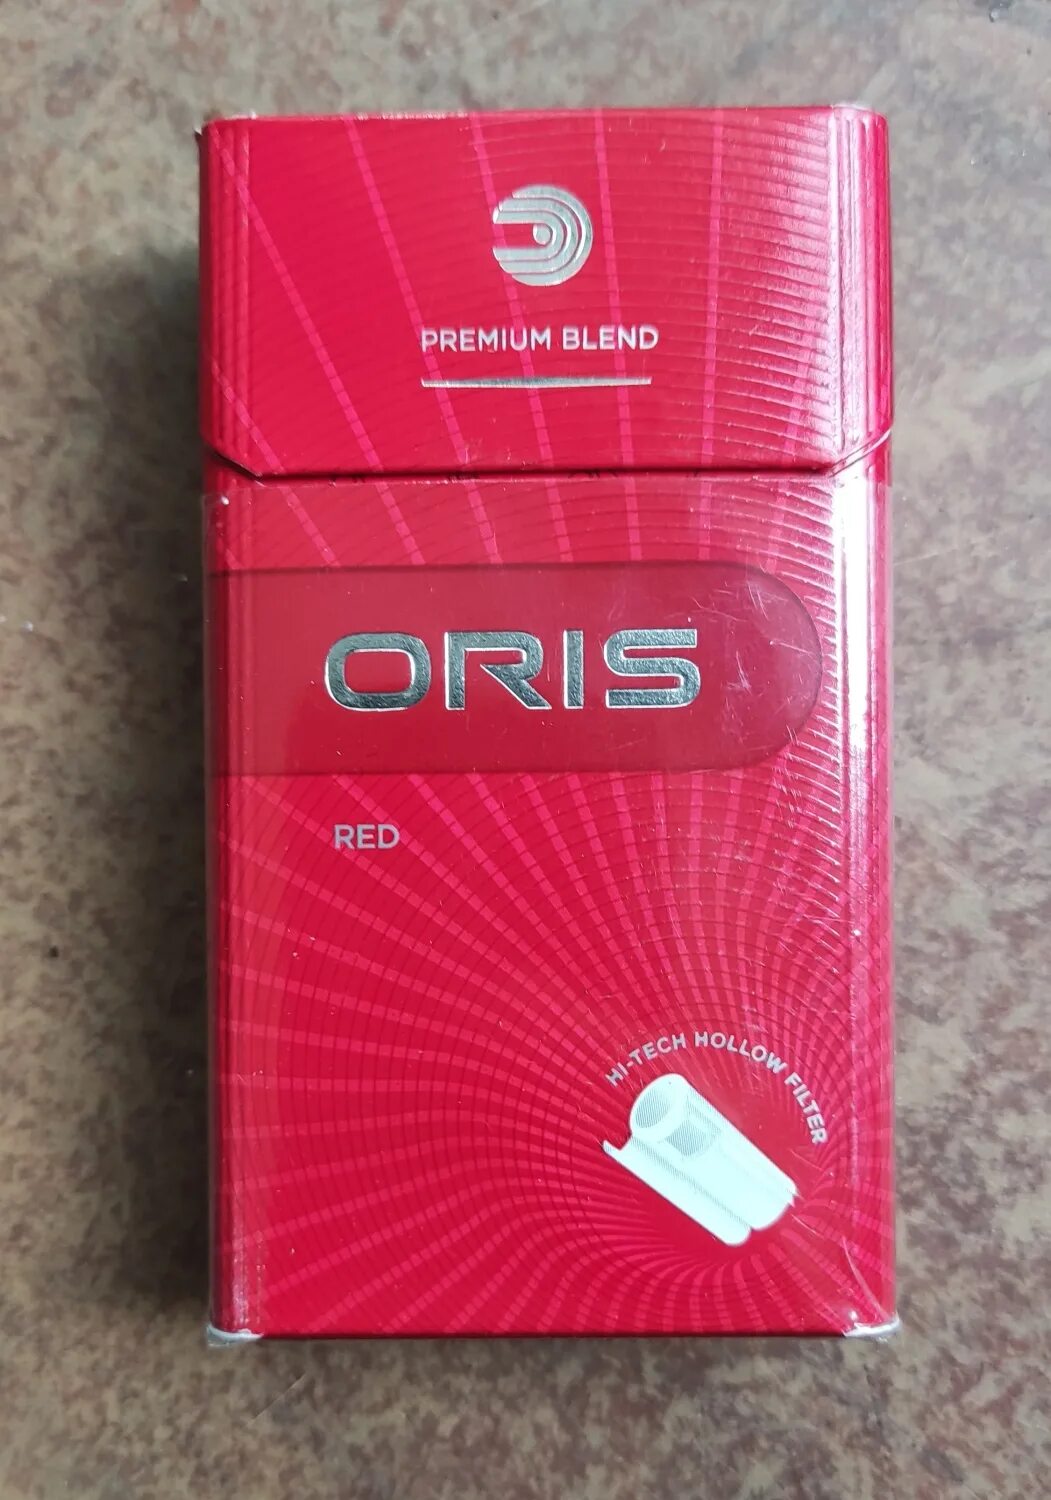 PREMIUM BLEND
ORIS
RED
HI-TECH HOLLOW FILTER